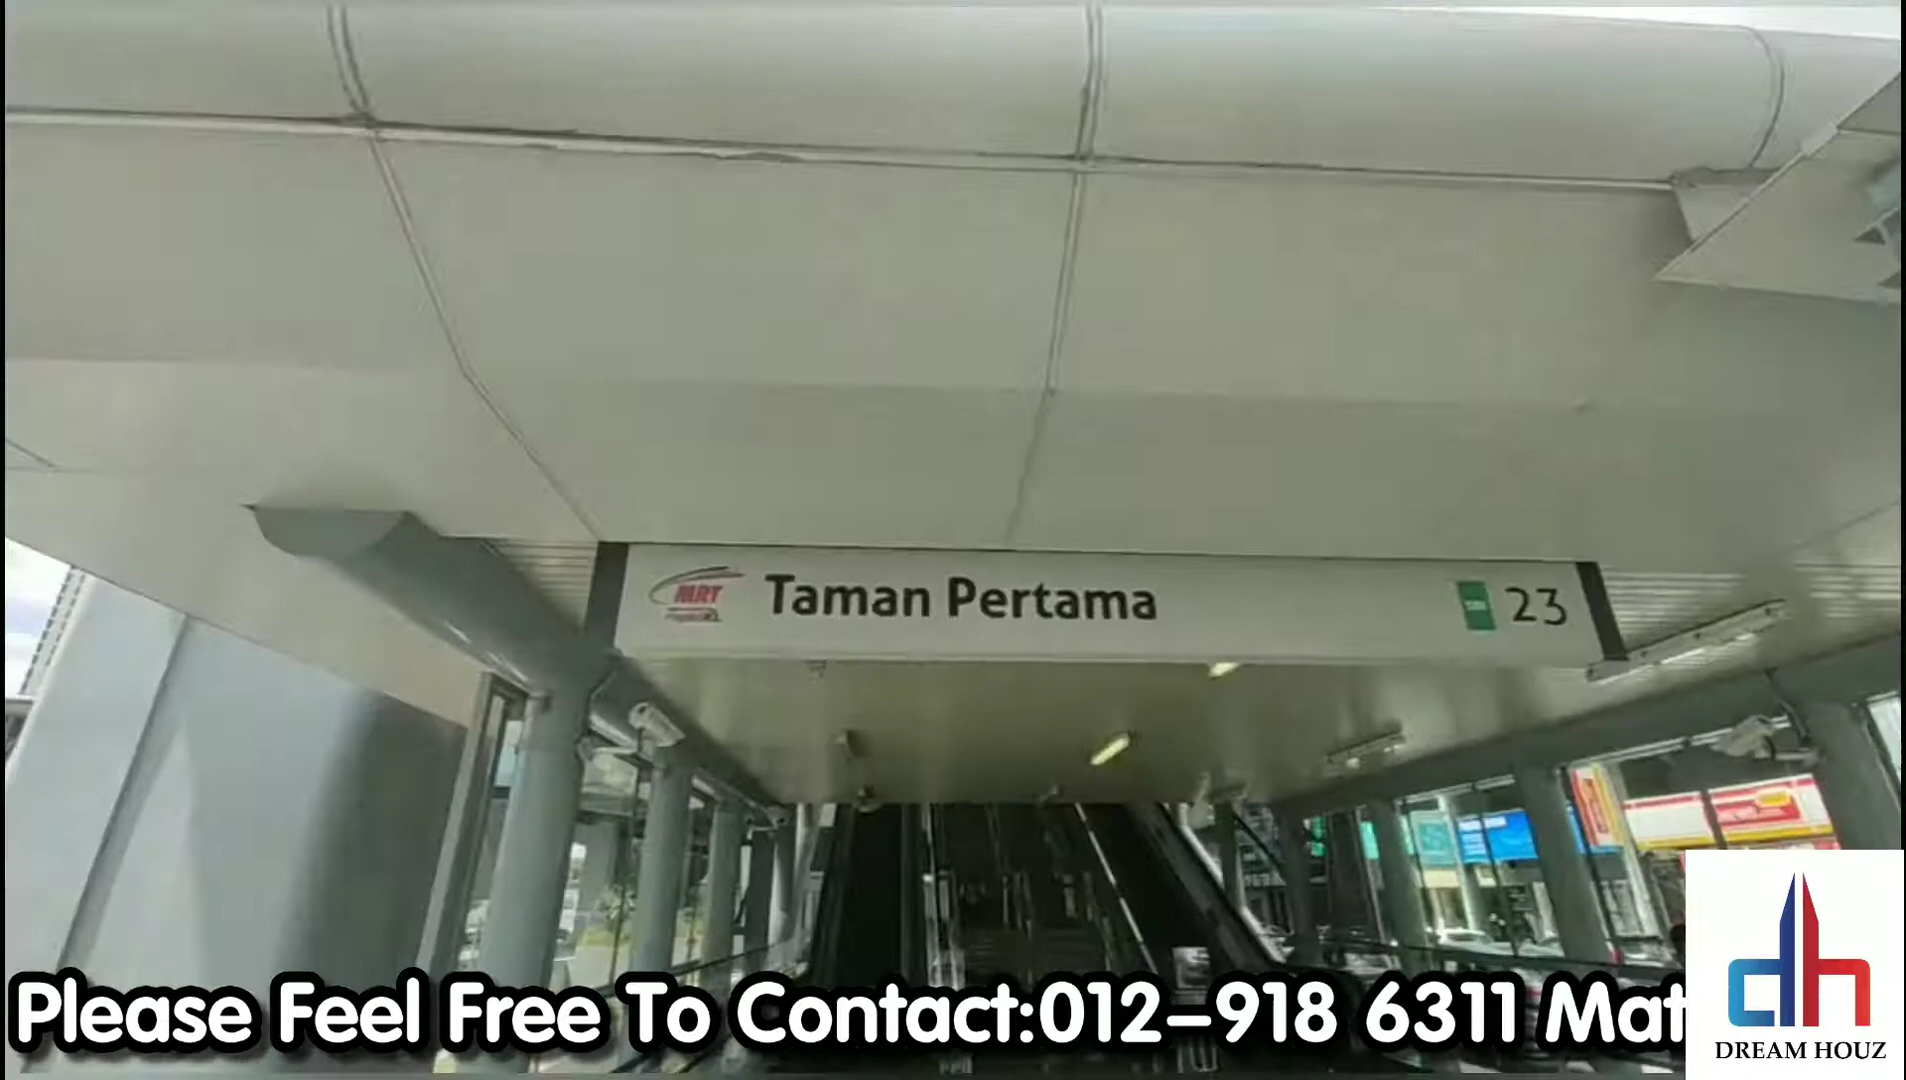 MRT
Taman Pertama
23
Please Feel Free To Contact:012-918 6311 Mat
DREAM HOUZ